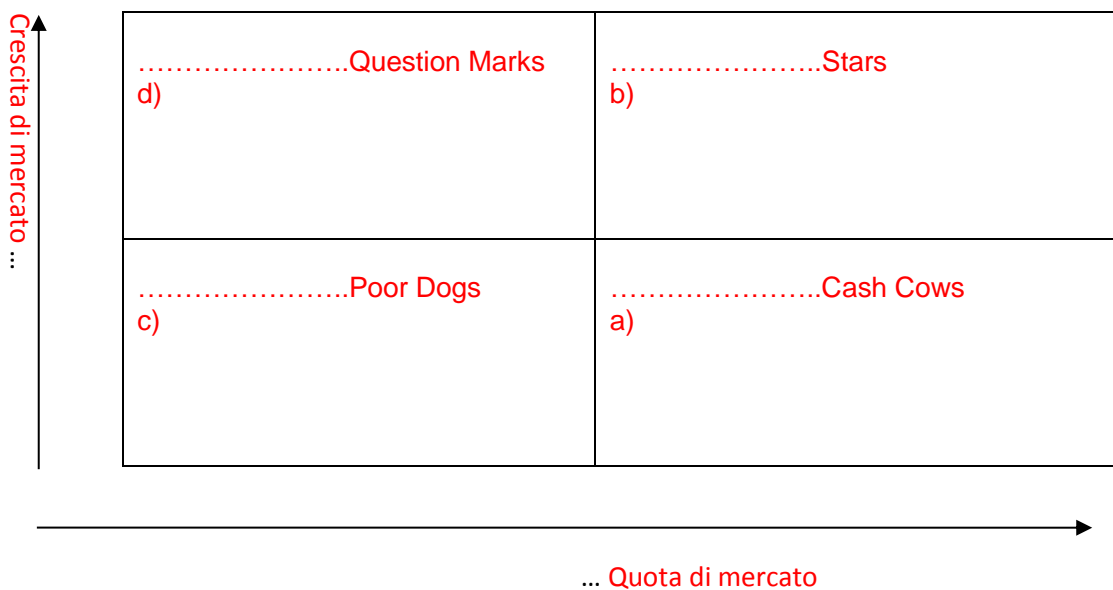 Crescita di mercato ...
…………………..Question Marks
d)
…………………..Stars
b)
…………………..Poor Dogs
c)
…………………..Cash Cows
a)
... Quota di mercato